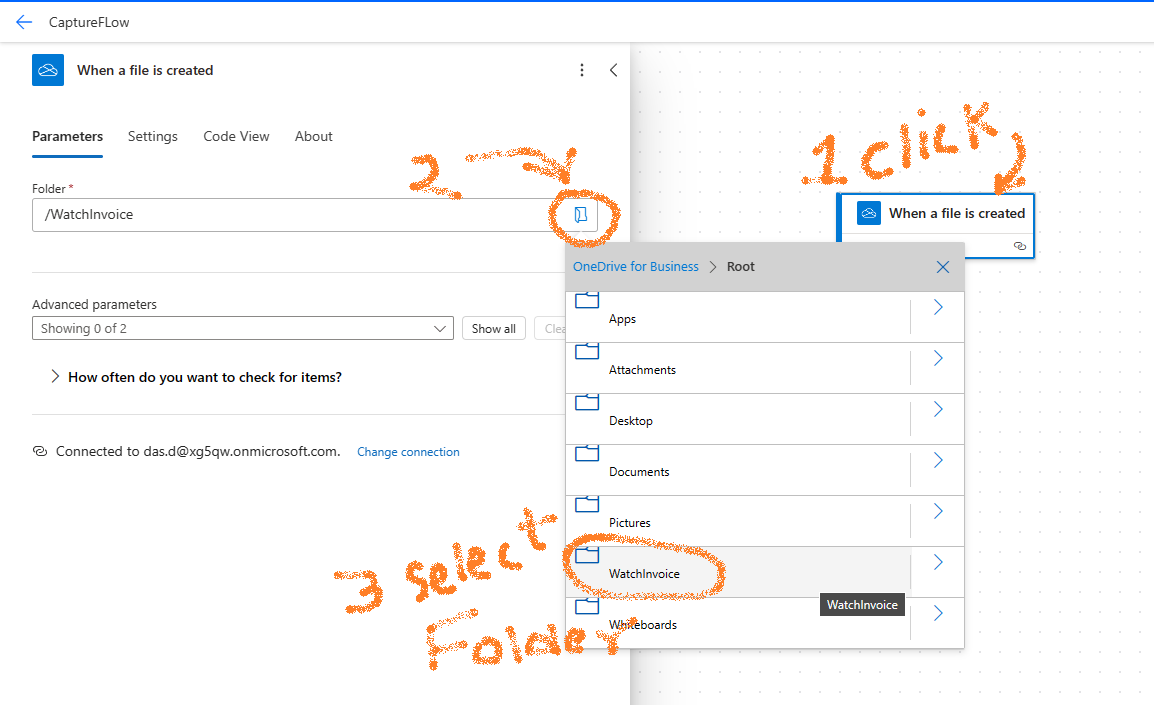 CaptureFLow
When a file is created
Parameters Settings Code View About
2
1 click
Folder *
/WatchInvoice
When a file is created
OneDrive for Business > Root
Advanced parameters
Showing 0 of 2
Show all
Clea
How often do you want to check for items?
Connected to das.d@xg5qw.onmicrosoft.com. Change connection
Apps
Attachments
Desktop
Documents
Pictures
WatchInvoice
WatchInvoice
Whiteboards
3 select
Folder